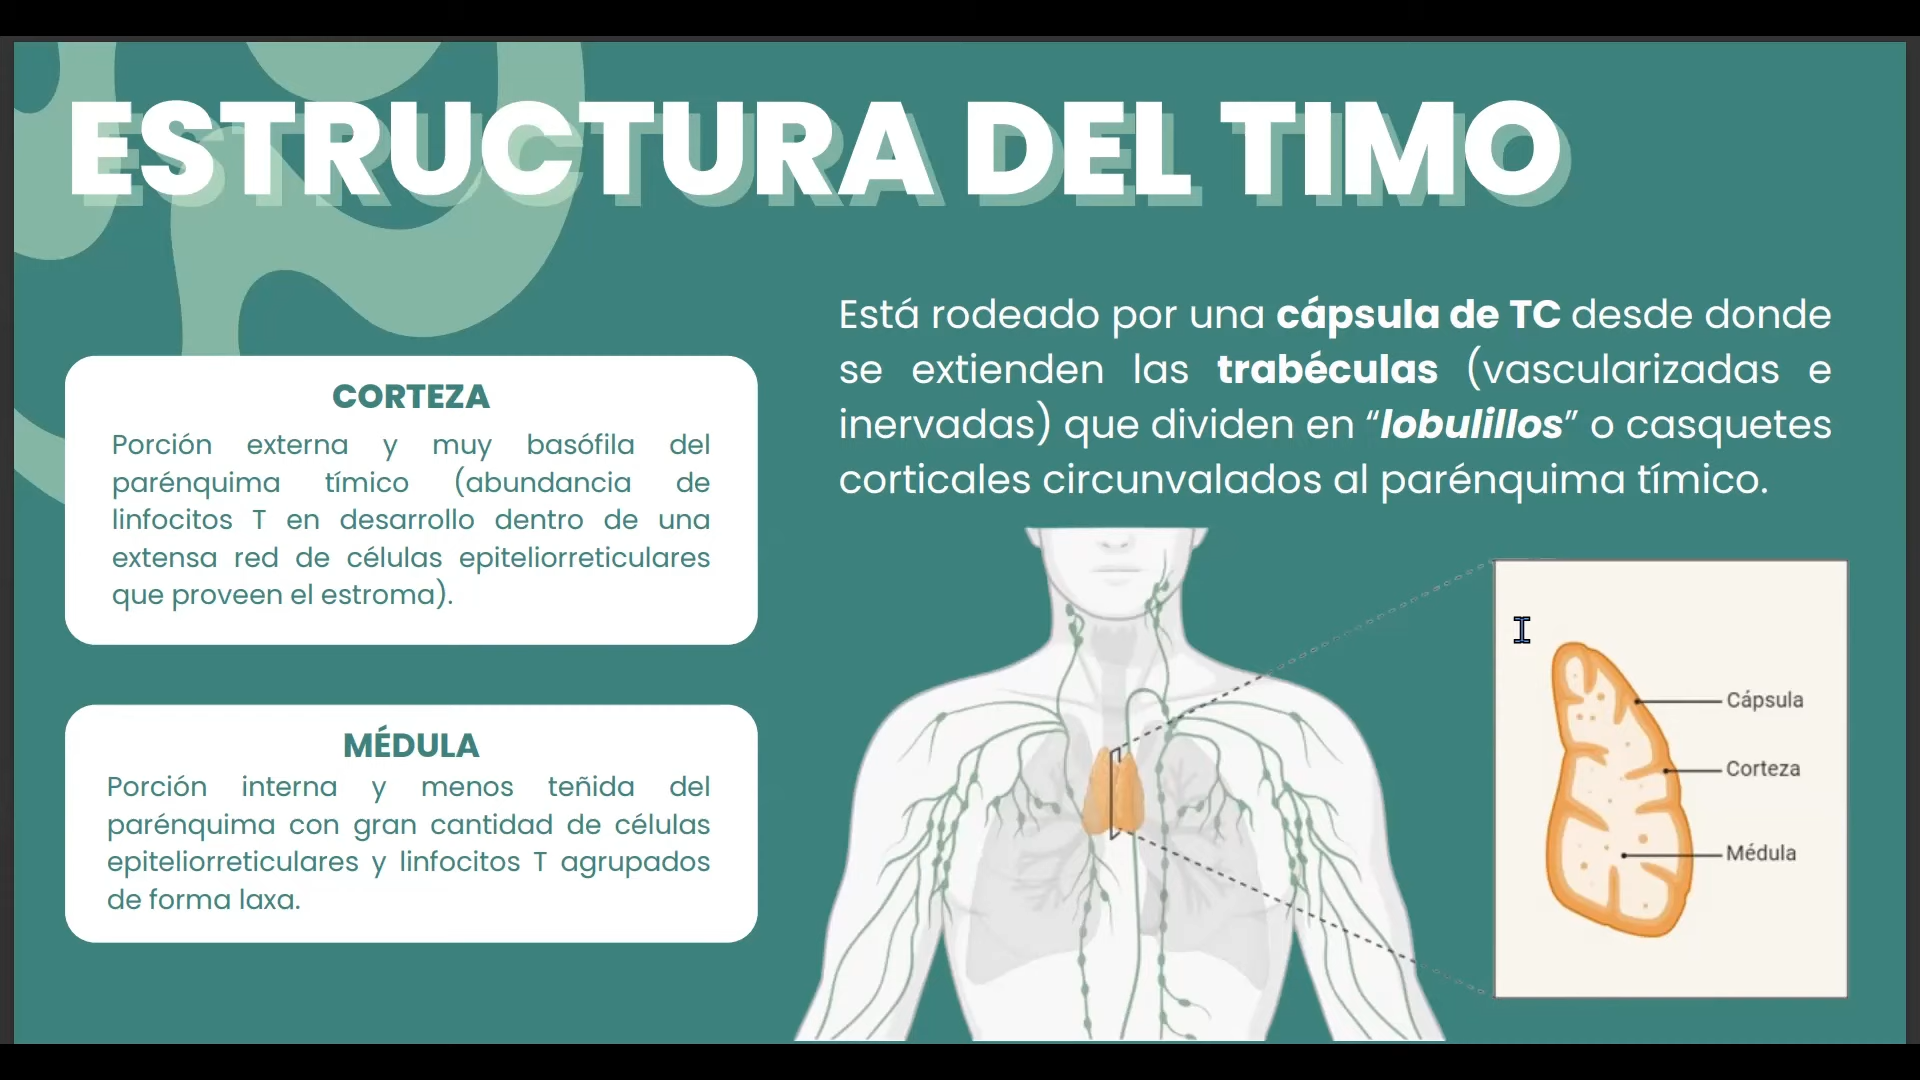 ESTRUCTURA DEL TIMO
CORTEZA
Porción externa y muy basófila del
parénquima tímico (abundancia de
linfocitos T en desarrollo dentro de una
extensa red de células epiteliorreticulares
que proveen el estroma).
MÉDULA
Porción interna y menos teñida del
parénquima con gran cantidad de células
epiteliorreticulares y linfocitos T agrupados
de forma laxa.
Está rodeado por una cápsula de TC desde donde
se extienden las trabéculas (vascularizadas e
inervadas) que dividen en “lobulillos” o casquetes
corticales circunvalados al parénquima tímico.
Cápsula
Corteza
Médula